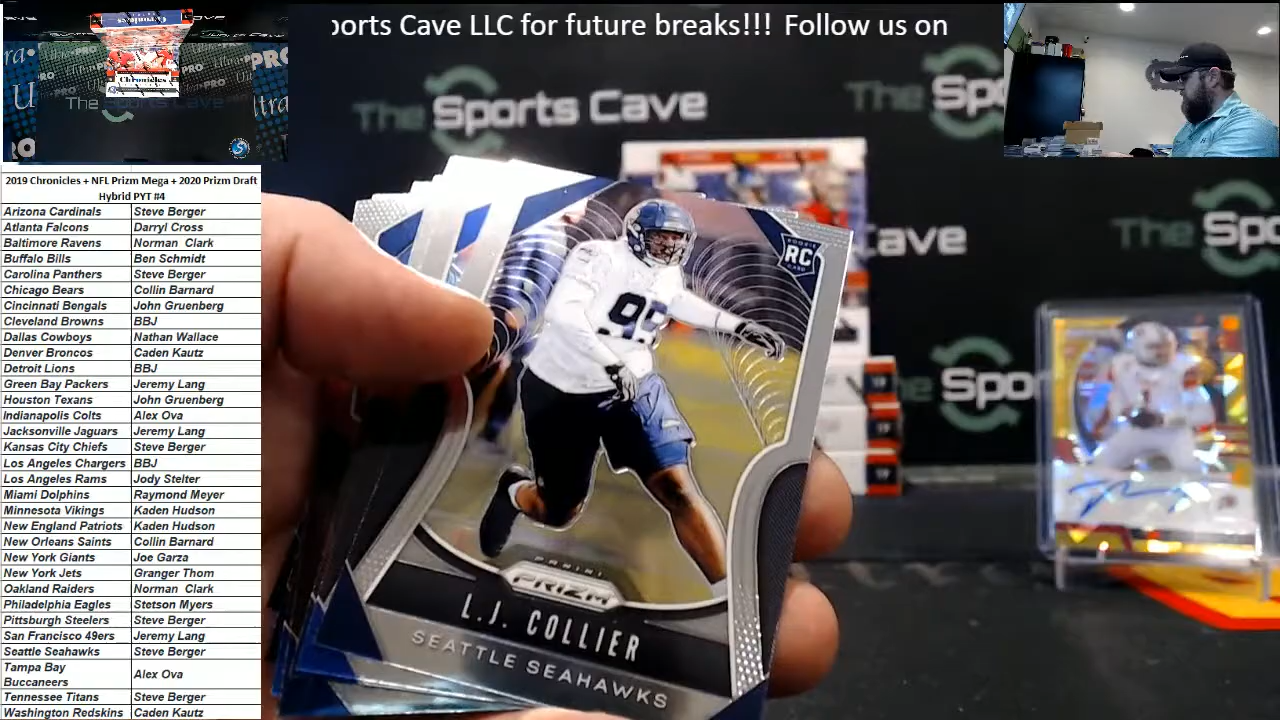 ports Cave LLC for future breaks!!! Follow us on
Chronicles
The Sports Cave
The Sports Cave
2019 Chronicles + NFL Prizm Mega + 2020 Prizm Draft
Hybrid PYT #4
Arizona Cardinals Steve Berger
Atlanta Falcons Darryl Cross
Baltimore Ravens Norman Clark
Buffalo Bills Ben Schmidt
Carolina Panthers Steve Berger
Chicago Bears Collin Barnard
Cincinnati Bengals John Gruenberg
Cleveland Browns BBJ
Dallas Cowboys Nathan Wallace
Denver Broncos Caden Kautz
Detroit Lions BBJ
Green Bay Packers Jeremy Lang
Houston Texans John Gruenberg
Indianapolis Colts Alex Ova
Jacksonville Jaguars Jeremy Lang
Kansas City Chiefs Steve Berger
Los Angeles Chargers BBJ
Los Angeles Rams Jody Stelter
Miami Dolphins Raymond Meyer
Minnesota Vikings Kaden Hudson
New England Patriots Kaden Hudson
New Orleans Saints Collin Barnard
New York Giants Joe Garza
New York Jets Granger Thom
Oakland Raiders Norman Clark
Philadelphia Eagles Stetson Myers
Pittsburgh Steelers Steve Berger
San Francisco 49ers Jeremy Lang
Seattle Seahawks Steve Berger
Tampa Bay
Buccaneers Alex Ova
Tennessee Titans Steve Berger
Washington Redskins Caden Kautz
ROOKIE
RC
CARD
PANINI
PRIZM
L.J. COLLIER
SEATTLE SEAHAWKS